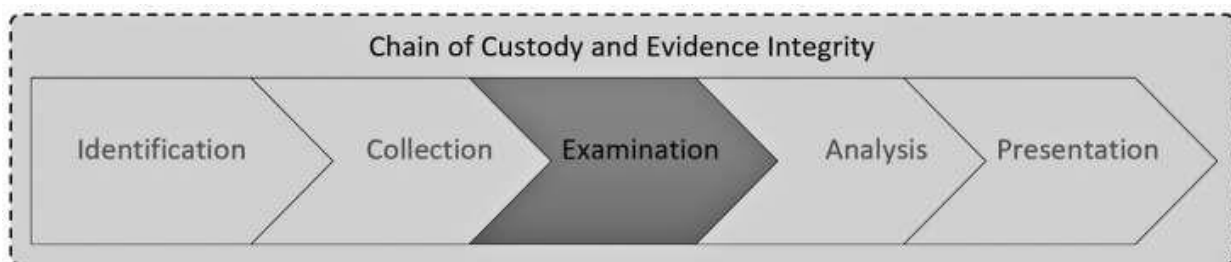 Chain of Custody and Evidence Integrity
Identification Collection Examination Analysis Presentation